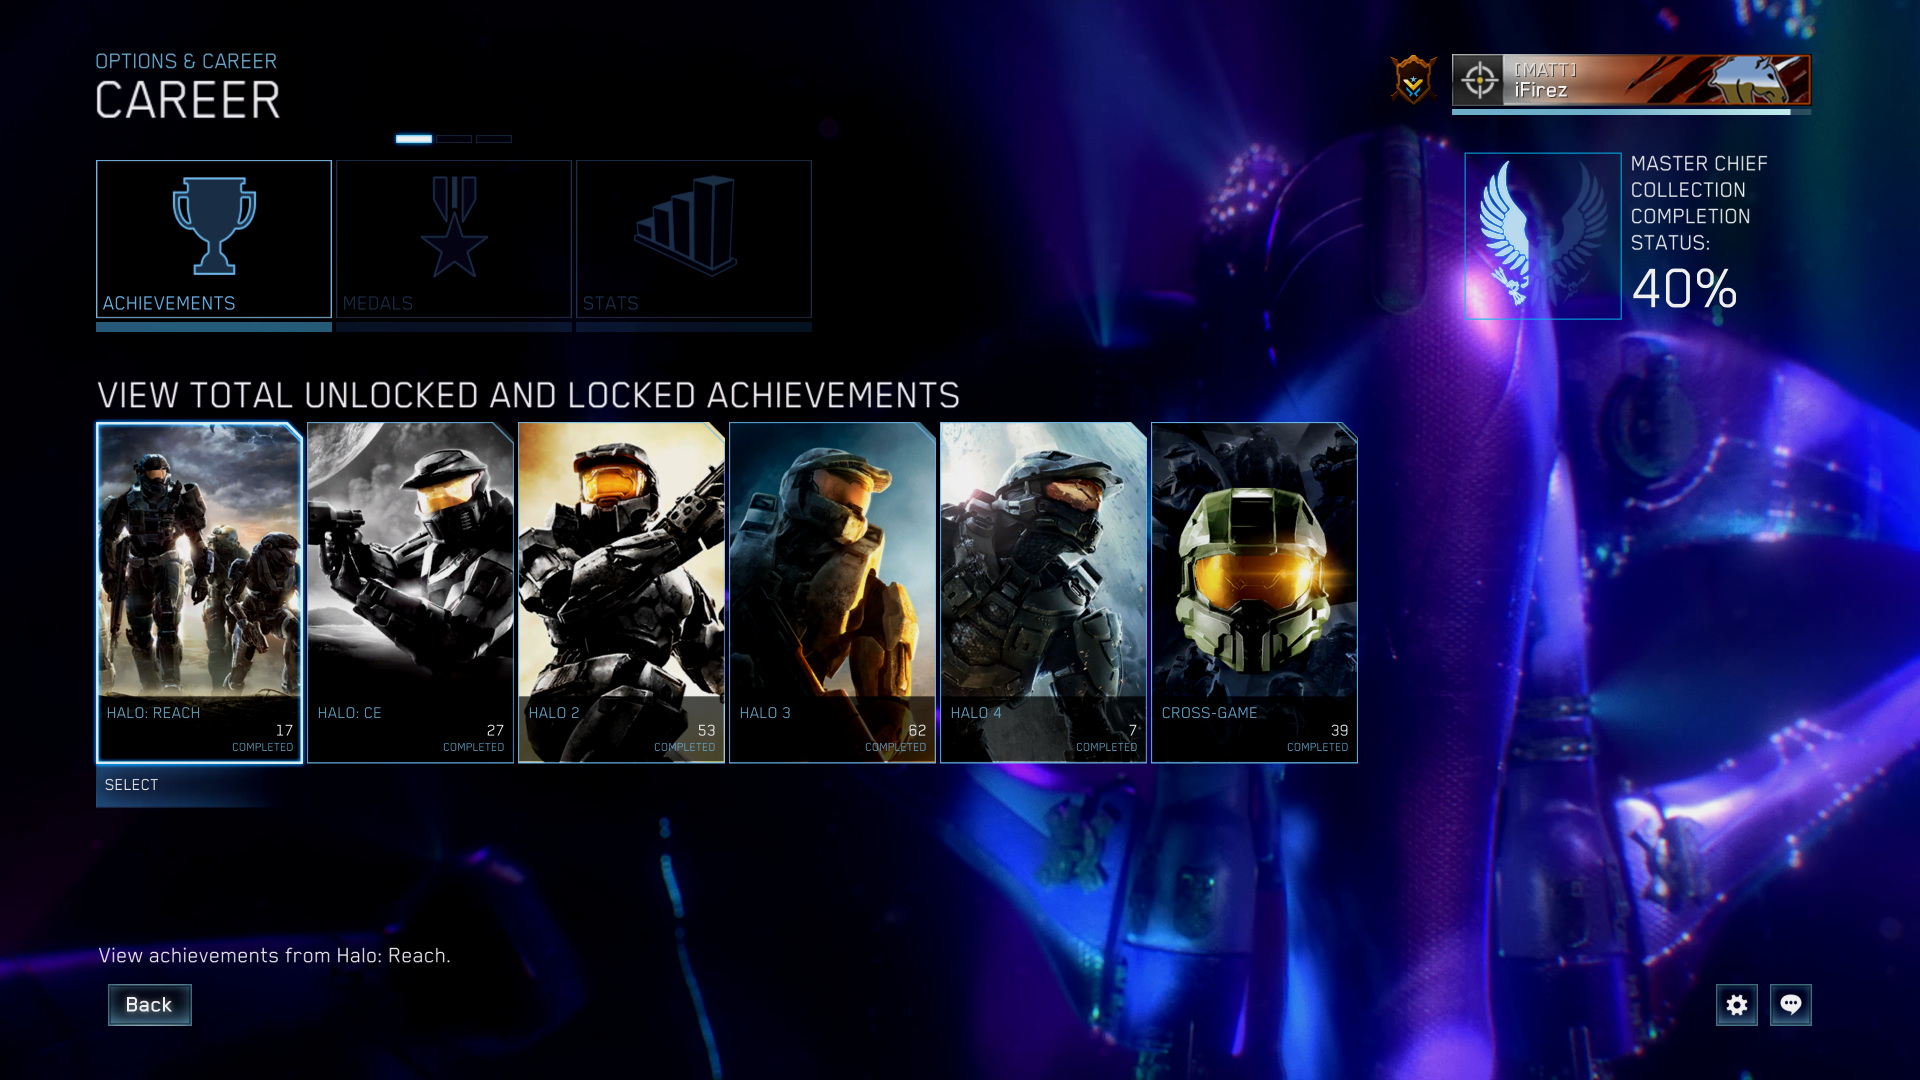 OPTIONS & CAREER
CAREER
[MATT]
iFirez
MASTER CHIEF
COLLECTION
COMPLETION
STATUS:
40%
ACHIEVEMENTS
MEDALS
STATS
VIEW TOTAL UNLOCKED AND LOCKED ACHIEVEMENTS
HALO: REACH
17
COMPLETED
HALO: CE
27
COMPLETED
HALO 2
53
COMPLETED
HALO 3
62
COMPLETED
HALO 4
7
COMPLETED
CROSS-GAME
39
COMPLETED
SELECT
View achievements from Halo: Reach.
Back